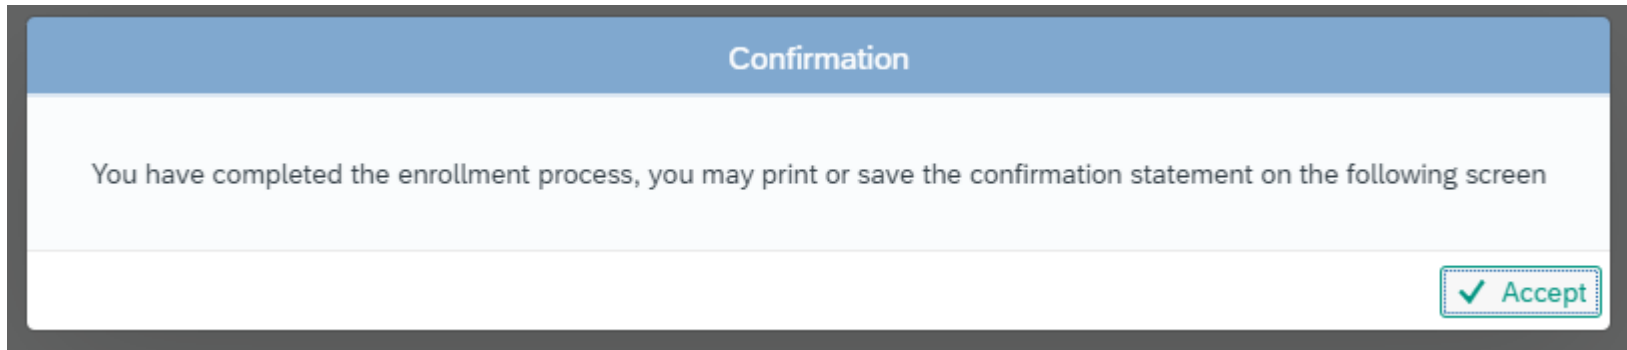 Confirmation
You have completed the enrollment process, you may print or save the confirmation statement on the following screen
Accept